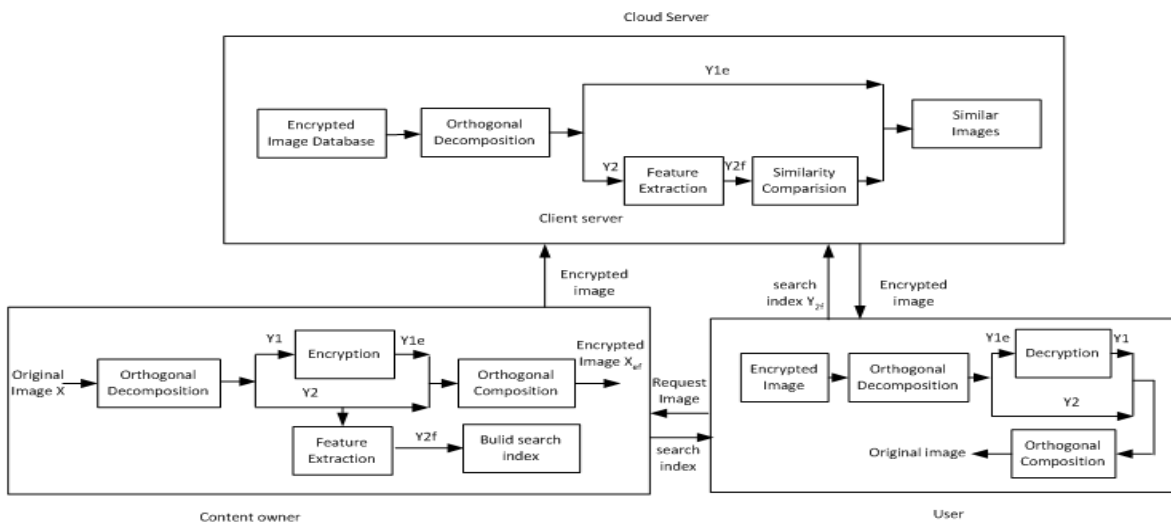 Cloud Server
Y1e
Encrypted
Image Database
Orthogonal
Decomposition
Similar
Images
Y2
Feature
Extraction
Y2f
Similarity
Comparision
Client server
Encrypted
image
search
index Y2f
Encrypted
image
Original
Image X
Orthogonal
Decomposition
Y1
Encryption
Y1e
Y2
Orthogonal
Composition
Encrypted
Image Xef
Feature
Extraction
Y2f
Bulid search
index
Request
Image
search
index
Encrypted
Image
Orthogonal
Decomposition
Y1e
Decryption
Y1
Y2
Original image
Orthogonal
Composition
Content owner
User